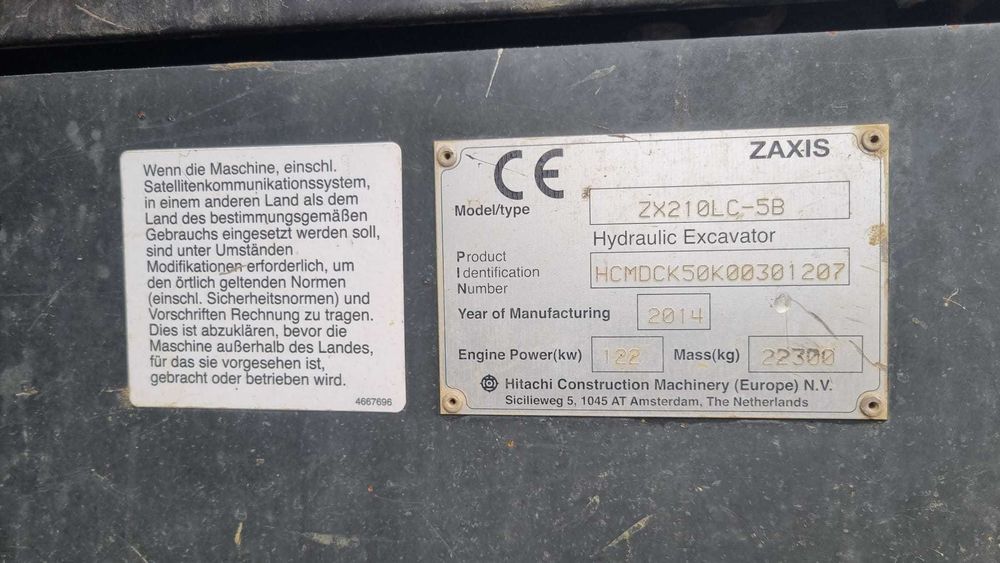 Wenn die Maschine, einschl.
Satellitenkommunikationssystem,
in einem anderen Land als dem
Land des bestimmungsgemäßen
Gebrauchs eingesetzt werden soll,
sind unter Umständen
Modifikationen erforderlich, um
den örtlich geltenden Normen
(einschl. Sicherheitsnormen) und
Vorschriften Rechnung zu tragen.
Dies ist abzuklären, bevor die
Maschine außerhalb des Landes,
für das sie vorgesehen ist,
gebracht oder betrieben wird.
4667696
CE ZAXIS
Model/type ZX210LC-5B
Hydraulic Excavator
Product
Identification HCMDCK50K00301207
Number
Year of Manufacturing 2014
Engine Power(kw) 122 Mass(kg) 22300
Hitachi Construction Machinery (Europe) N.V.
Sicilieweg 5, 1045 AT Amsterdam, The Netherlands